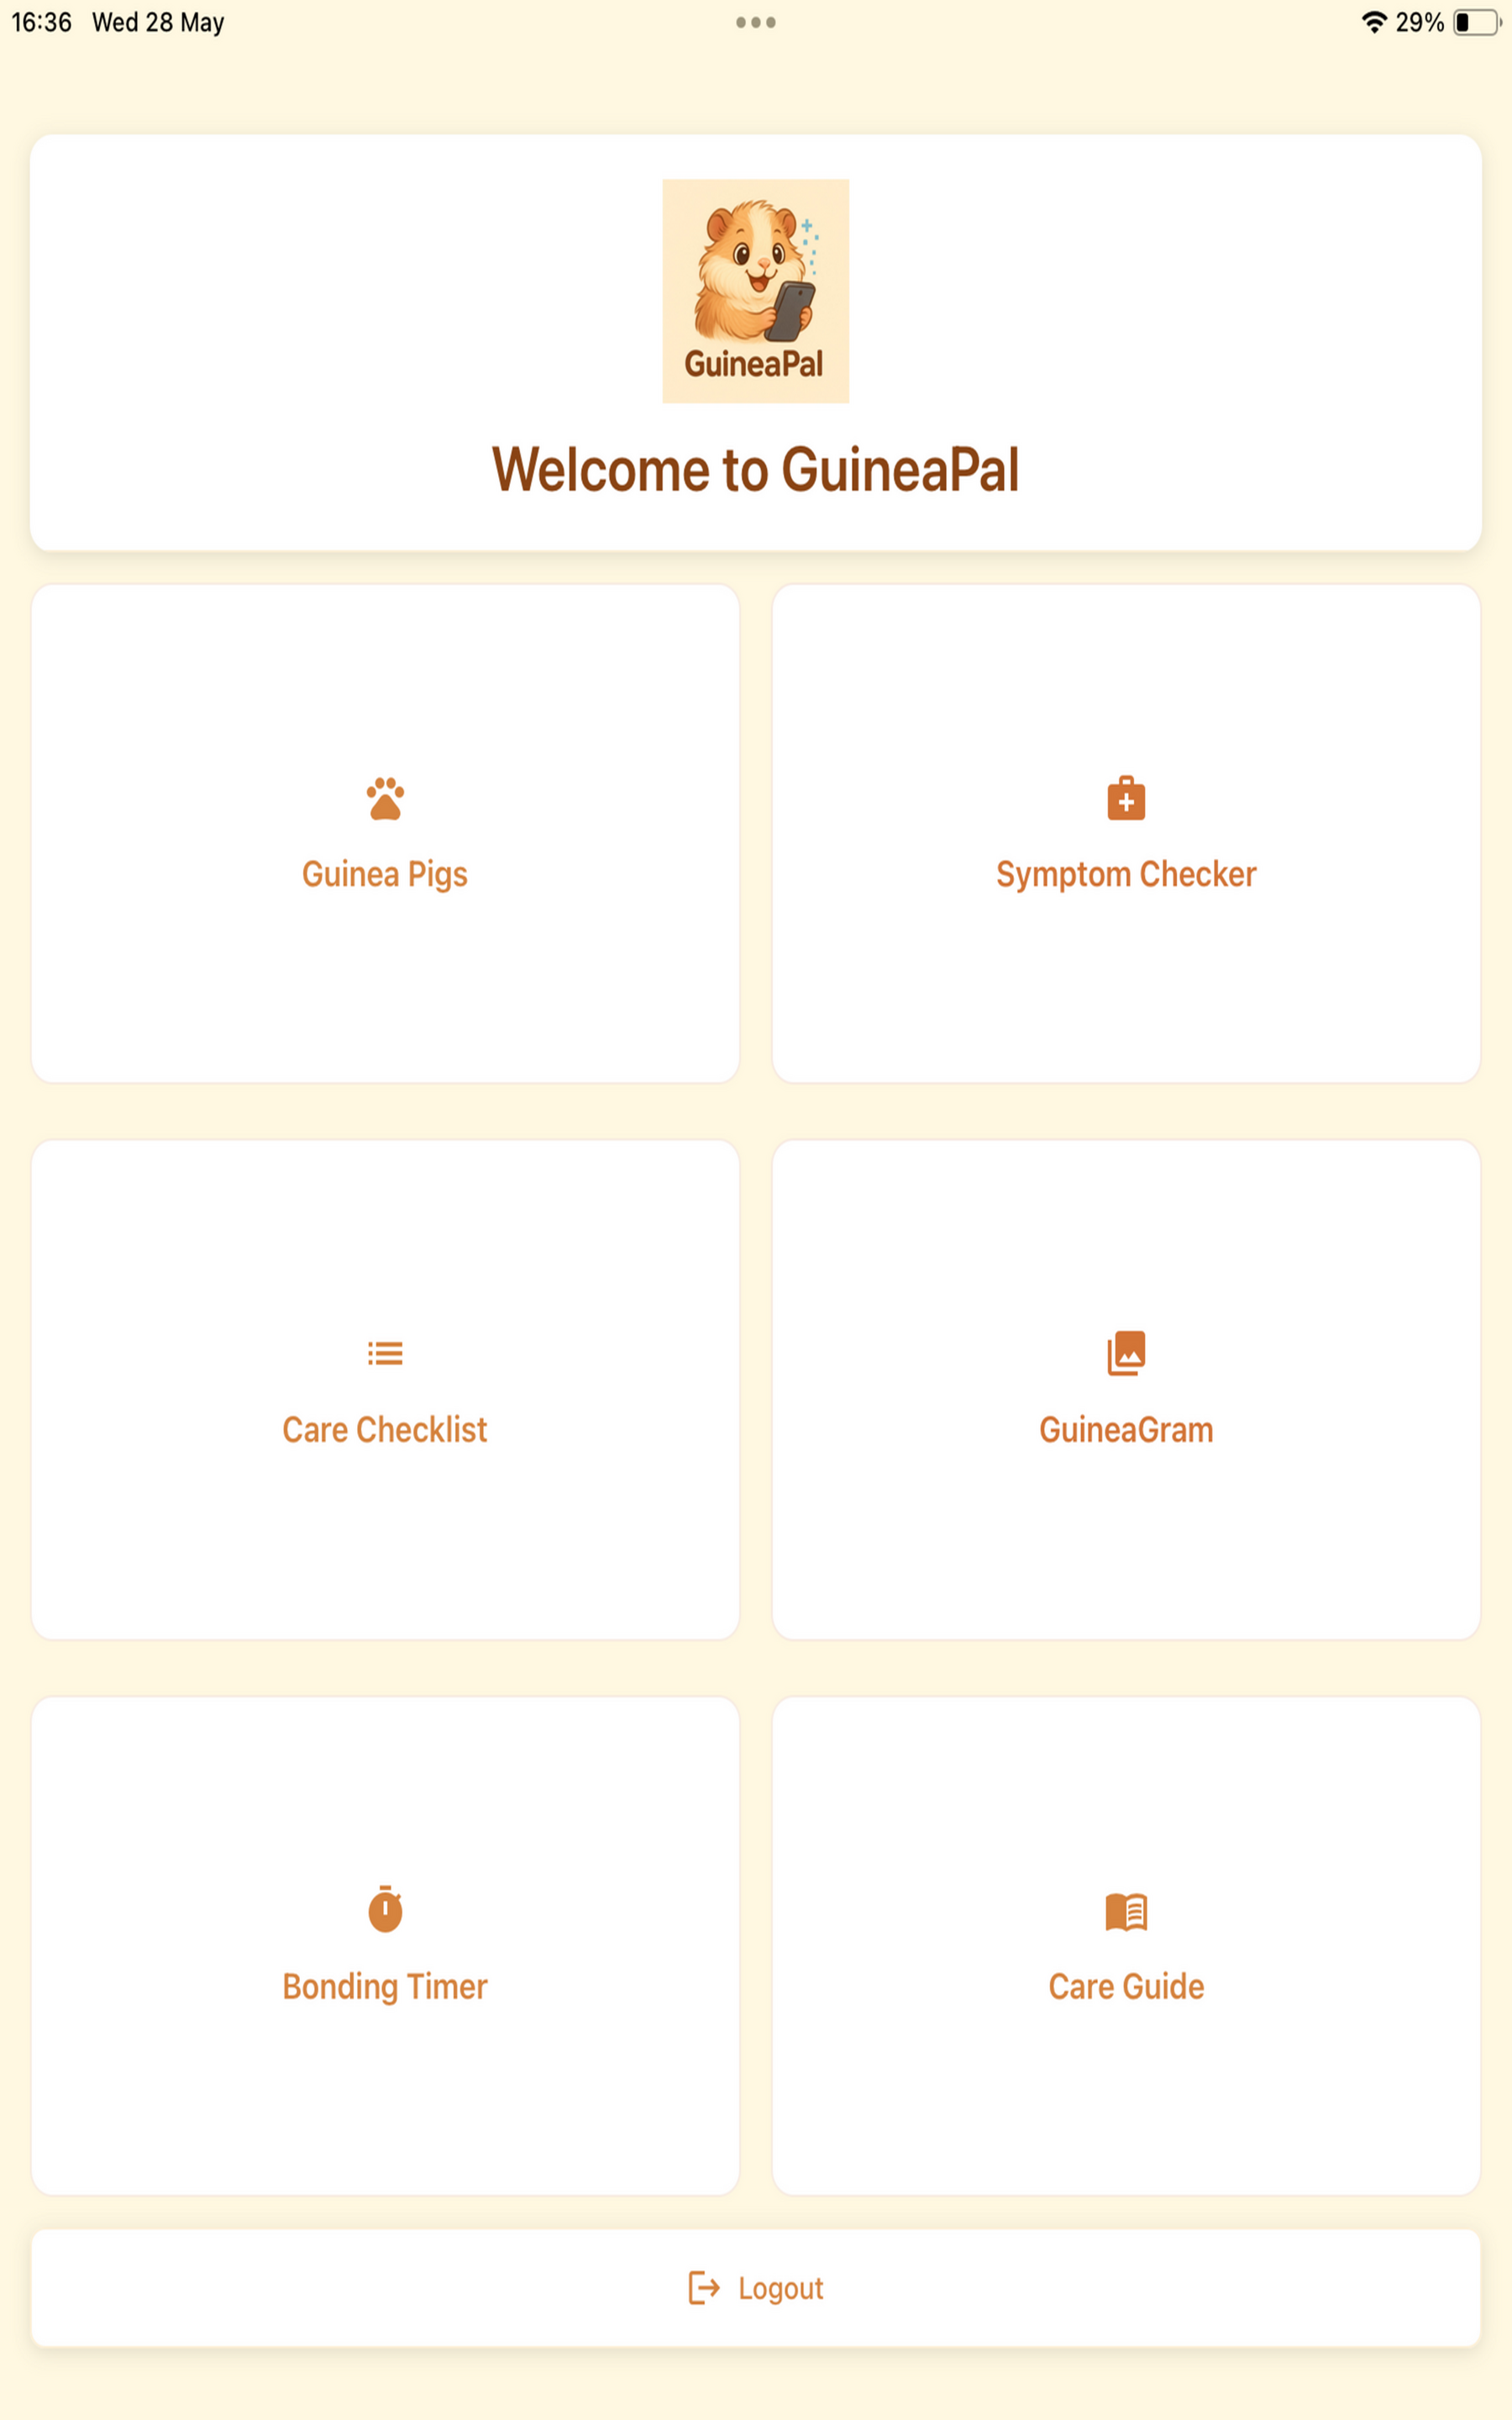 16:36 Wed 28 May 29%
GuineaPal
Welcome to GuineaPal
Guinea Pigs
Symptom Checker
Care Checklist
GuineaGram
Bonding Timer
Care Guide
Logout